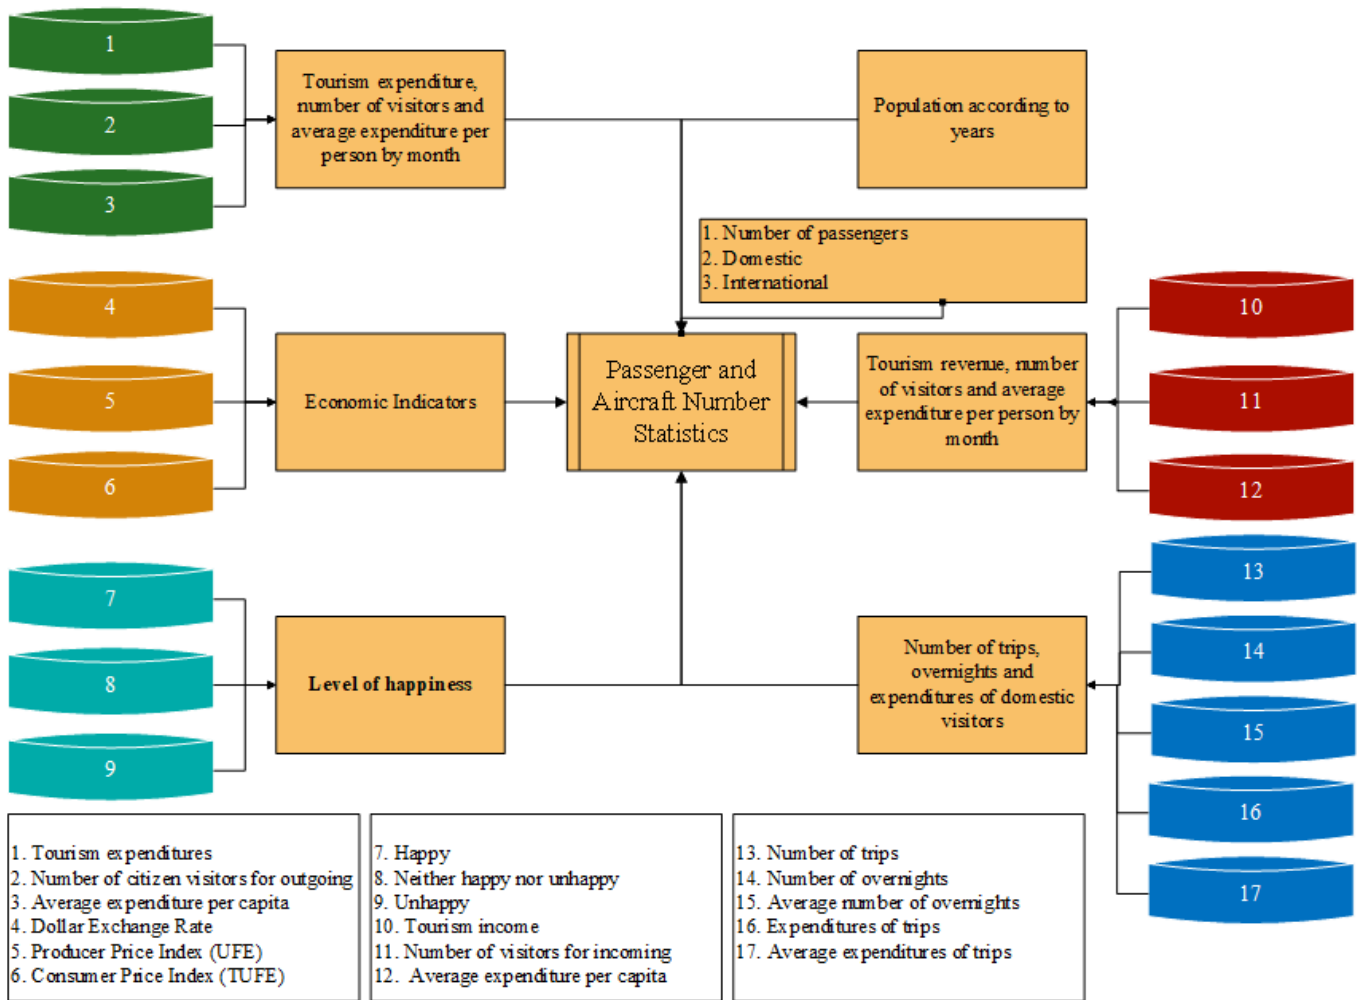 1
2
3
Tourism expenditure,
number of visitors and
average expenditure per
person by month
Population according to
years
1. Number of passengers
2. Domestic
3. International
4
5
6
Economic Indicators
Passenger and
Aircraft Number
Statistics
Tourism revenue, number
of visitors and average
expenditure per person by
month
10
11
12
7
8
9
Level of happiness
Number of trips,
overnights and
expenditures of domestic
visitors
13
14
15
16
17
1. Tourism expenditures
2. Number of citizen visitors for outgoing
3. Average expenditure per capita
4. Dollar Exchange Rate
5. Producer Price Index (UFE)
6. Consumer Price Index (TUFE)
7. Happy
8. Neither happy nor unhappy
9. Unhappy
10. Tourism income
11. Number of visitors for incoming
12. Average expenditure per capita
13. Number of trips
14. Number of overnights
15. Average number of overnights
16. Expenditures of trips
17. Average expenditures of trips